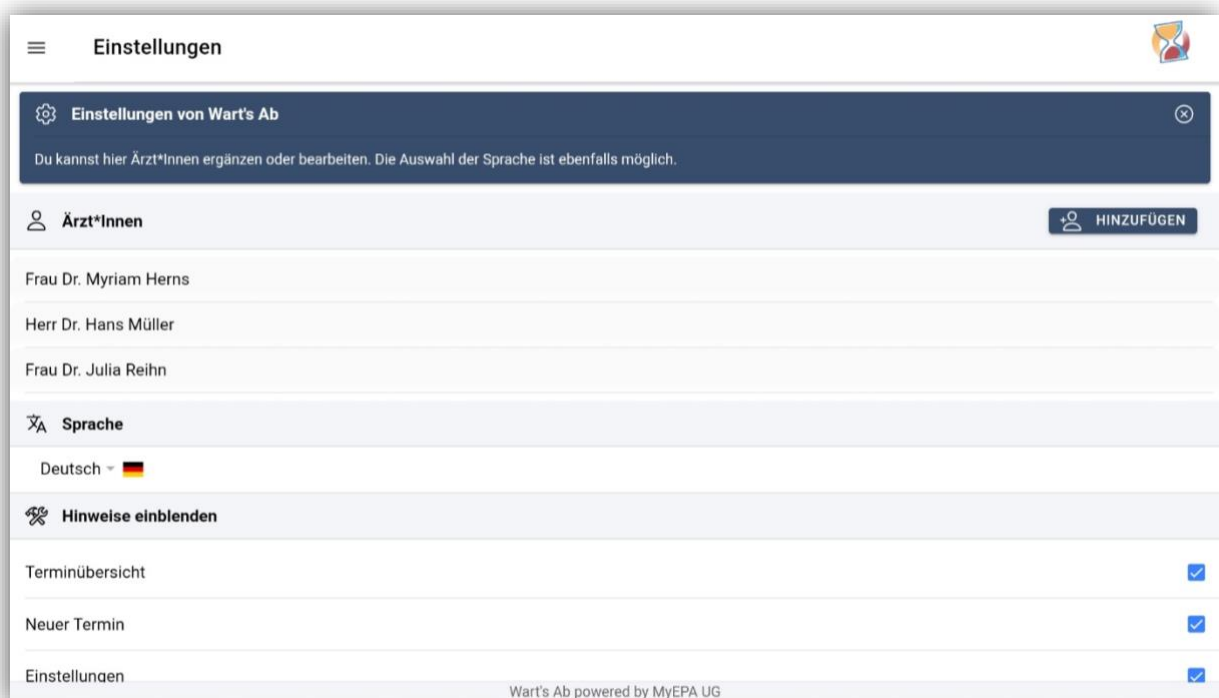 Einstellungen
Einstellungen von Wart's Ab
Du kannst hier Ärzt*Innen ergänzen oder bearbeiten. Die Auswahl der Sprache ist ebenfalls möglich.
Ärzt*Innen
HINZUFÜGEN
Frau Dr. Myriam Herns
Herr Dr. Hans Müller
Frau Dr. Julia Reihn
Sprache
Deutsch
Hinweise einblenden
Terminübersicht
Neuer Termin
Einstellungen
Wart's Ab powered by MyEPA UG